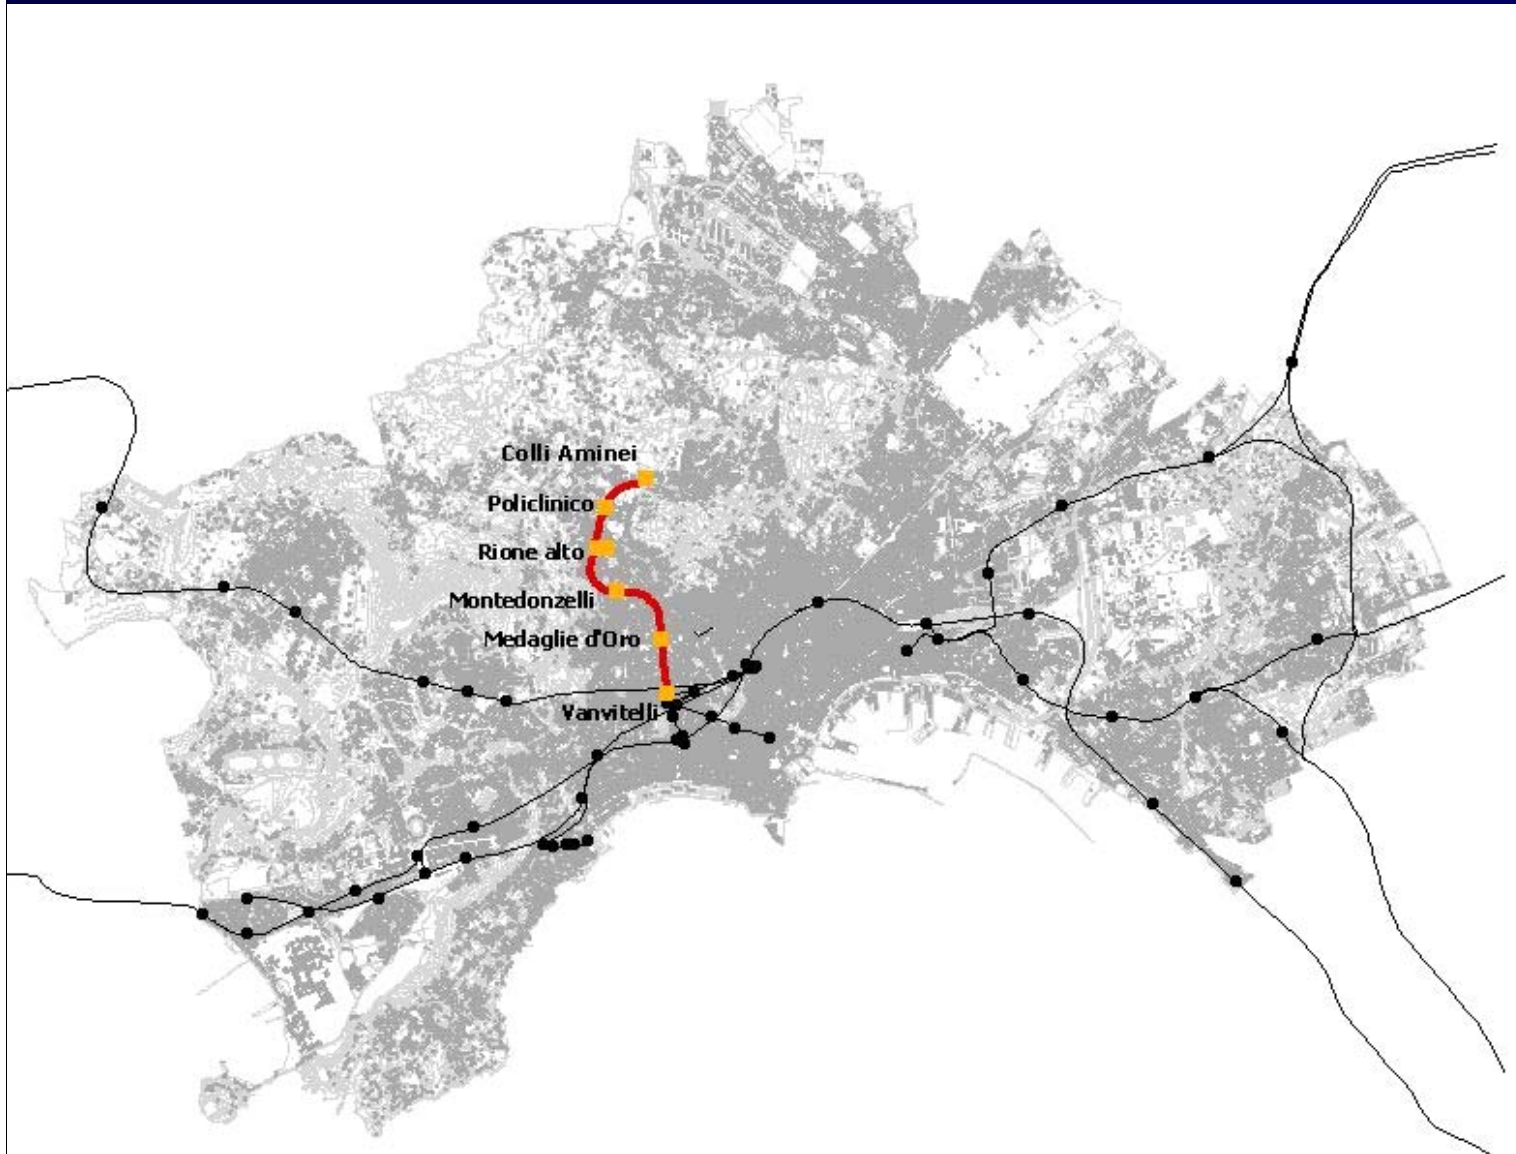 Colli Aminei
Policlinico
Rione alto
Montedonzelli
Medaglie d'Oro
Vanvitelli